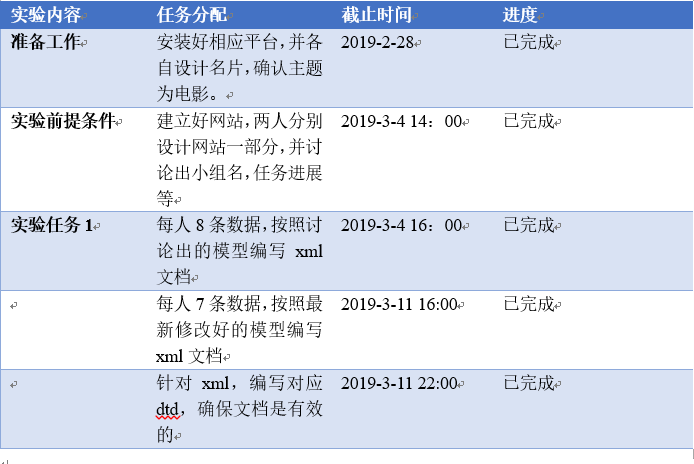 实验内容 任务分配 截止时间 进度
准备工作 安装好相应平台，并各 2019-2-28 已完成
自设计名片，确认主题
为电影。
实验前提条件 建立好网站，两人分别 2019-3-4 14：00 已完成
设计网站一部分，并讨
论出小组名，任务进展
等
实验任务 1 每人 8 条数据，按照讨 2019-3-4 16：00 已完成
论出的模型编写 xml
文档
每人 7 条数据，按照最 2019-3-11 16:00 已完成
新修改好的模型编写
xml 文档
针对 xml，编写对应 2019-3-11 22:00 已完成
dtd，确保文档是有效
的